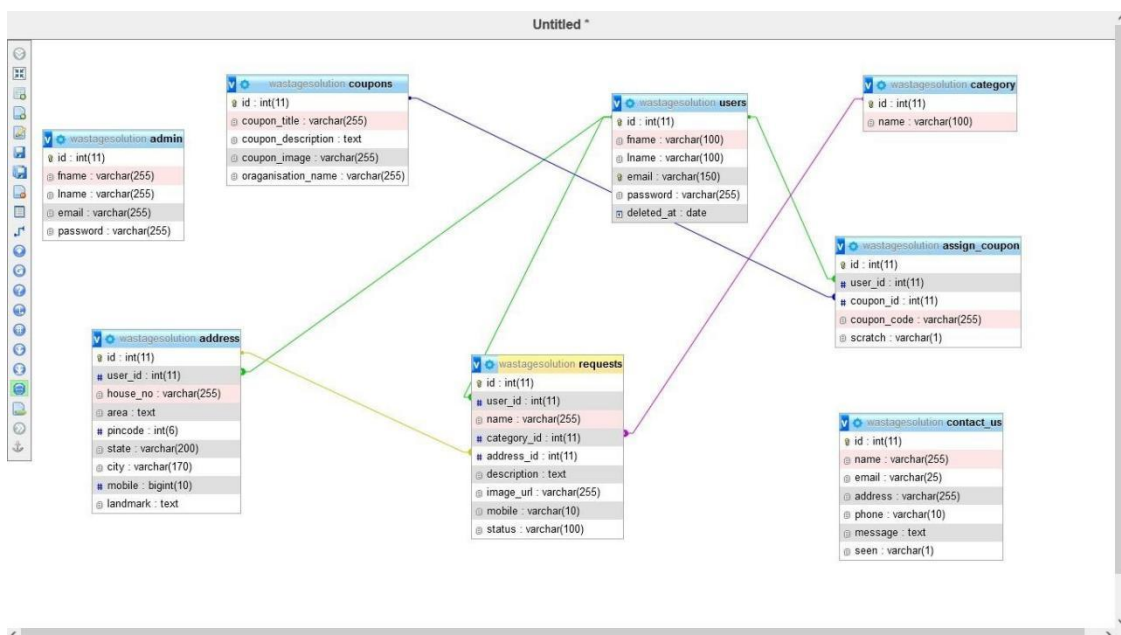 Untitled *
wastagesolution coupons
id : int(11)
coupon_title : varchar(255)
coupon_description : text
coupon_image : varchar(255)
oraganisation_name : varchar(255)
wastagesolution users
id : int(11)
fname : varchar(100)
lname : varchar(100)
email : varchar(150)
password : varchar(255)
deleted_at : date
wastagesolution category
id : int(11)
name : varchar(100)
wastagesolution admin
id : int(11)
fname : varchar(255)
lname : varchar(255)
email : varchar(255)
password : varchar(255)
wastagesolution assign_coupon
id : int(11)
user_id : int(11)
coupon_id : int(11)
coupon_code : varchar(255)
scratch : varchar(1)
wastagesolution address
id : int(11)
user_id : int(11)
house_no : varchar(255)
area : text
pincode : int(6)
state : varchar(200)
city : varchar(170)
mobile : bigint(10)
landmark : text
wastagesolution requests
id : int(11)
user_id : int(11)
name : varchar(255)
category_id : int(11)
address_id : int(11)
description : text
image_url : varchar(255)
mobile : varchar(10)
status : varchar(100)
wastagesolution contact_us
id : int(11)
name : varchar(255)
email : varchar(25)
address : varchar(255)
phone : varchar(10)
message : text
seen : varchar(1)